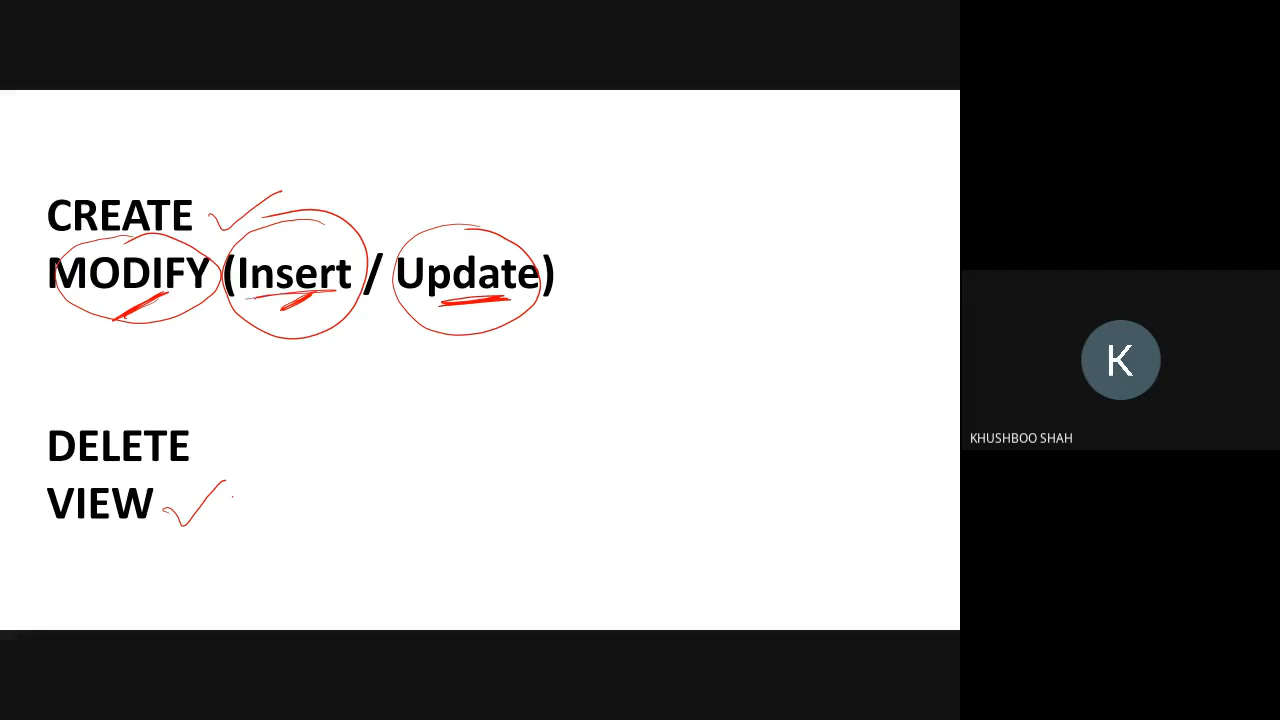 CREATE
MODIFY (Insert / Update)
DELETE
VIEW
K
KHUSHBOO SHAH